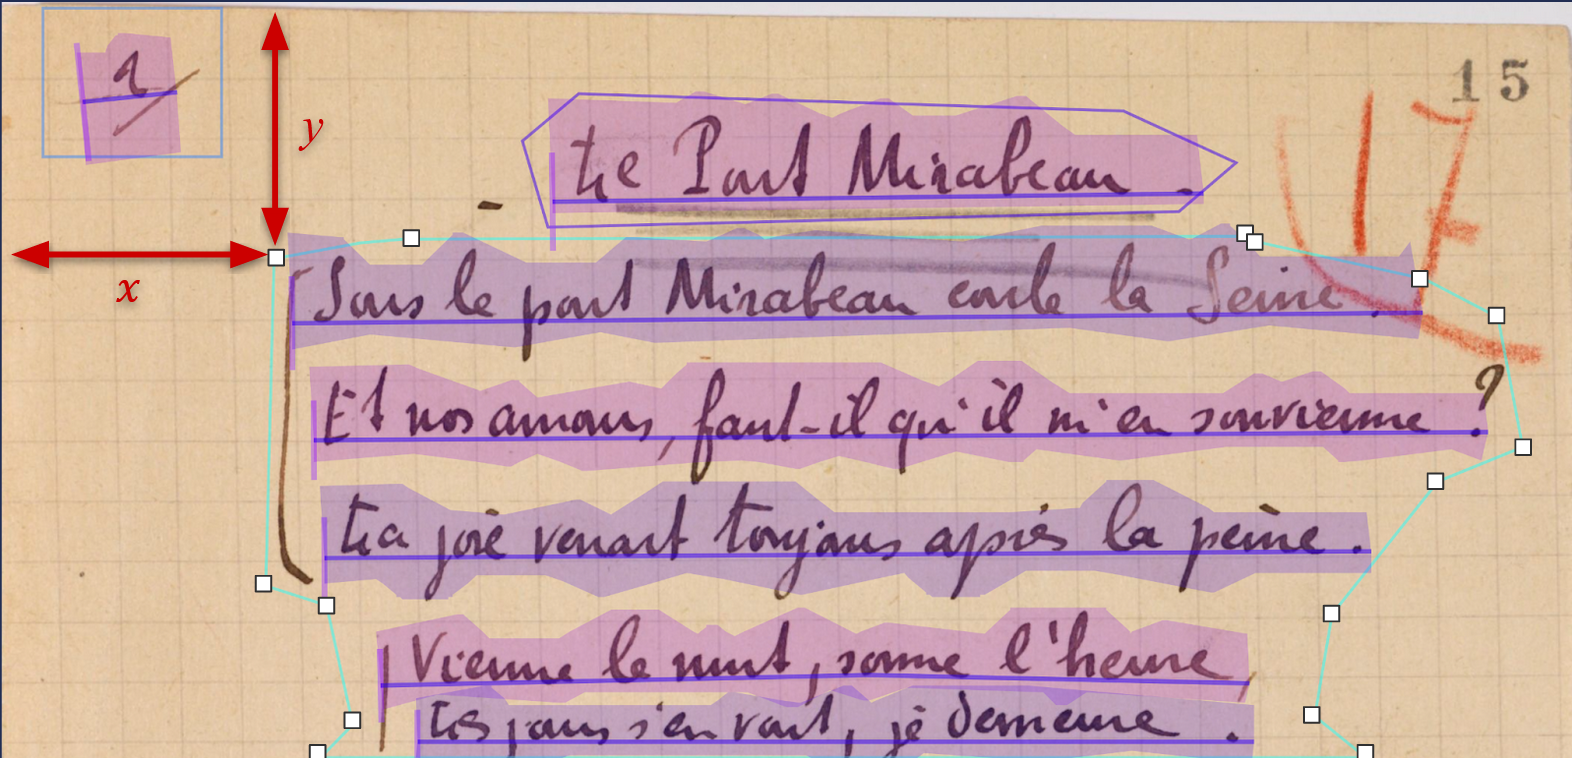 15
y
Le Pont Mirabeau .
17
x
Sous le pont Mirabeau coule la Seine .
Et nos amours, faut-il qu'il m'en souvienne ?
La joie venait toujours après la peine .
Vienne la nuit, sonne l'heure,
Les jours s'en vont, je demeure .